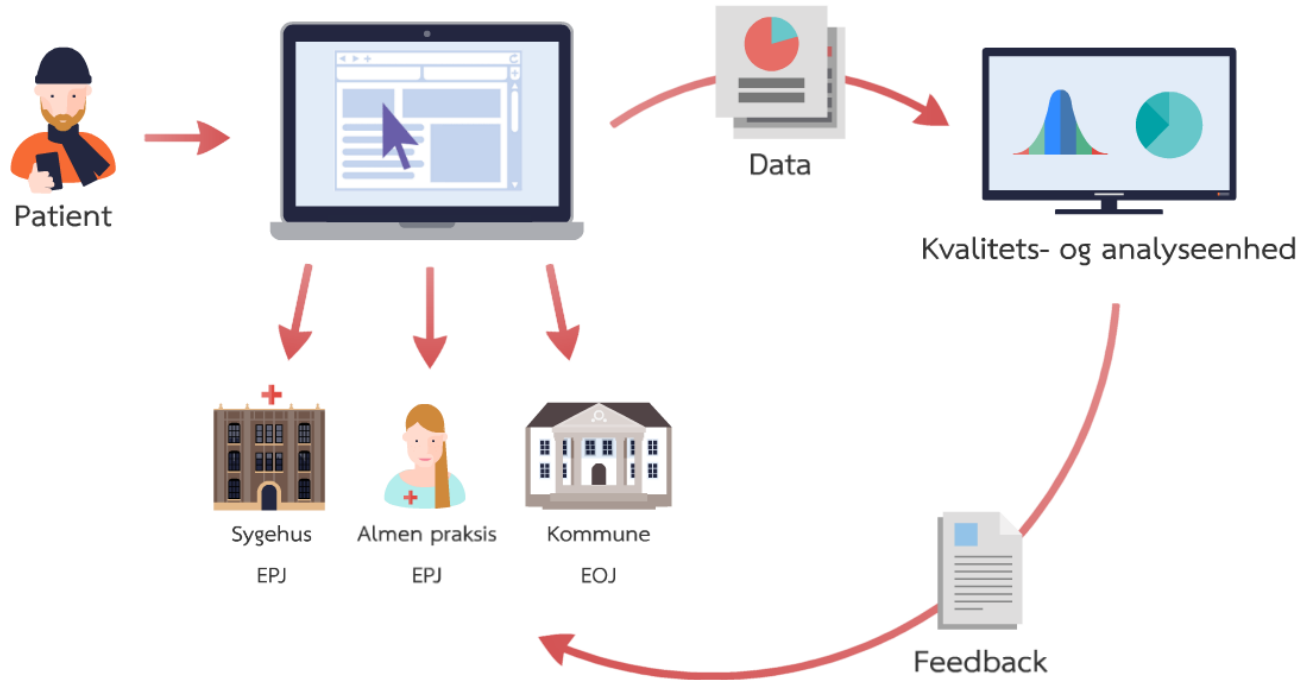 Patient
Data
Kvalitets- og analyseenhed
Sygehus
EPJ
Almen praksis
EPJ
Kommune
EOJ
Feedback